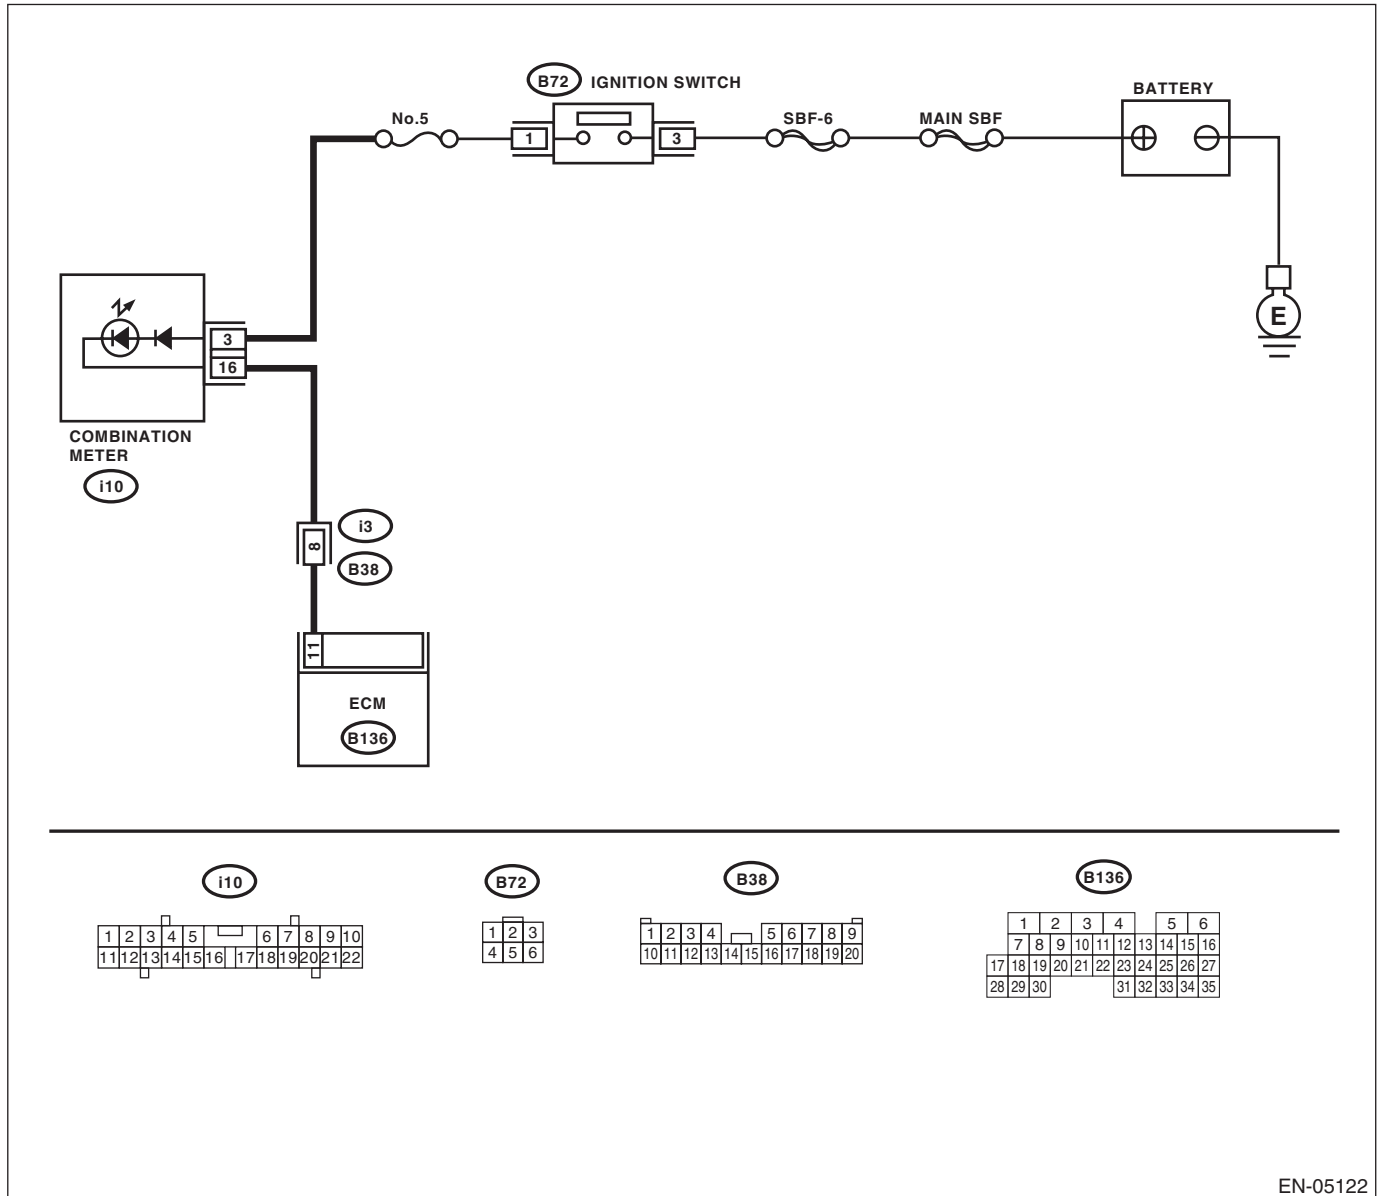 B72 IGNITION SWITCH
BATTERY
No.5
SBF-6
MAIN SBF
1
3
E
3
16
COMBINATION
METER
i10
i3
8
B38
11
ECM
B136
i10
B72
B38
B136
1 2 3 4 5 6 7 8 9 10
11 12 13 14 15 16 17 18 19 20 21 22
1 2 3
4 5 6
1 2 3 4 5 6 7 8 9
10 11 12 13 14 15 16 17 18 19 20
1 2 3 4 5 6
7 8 9 10 11 12 13 14 15 16
17 18 19 20 21 22 23 24 25 26 27
28 29 30 31 32 33 34 35
EN-05122